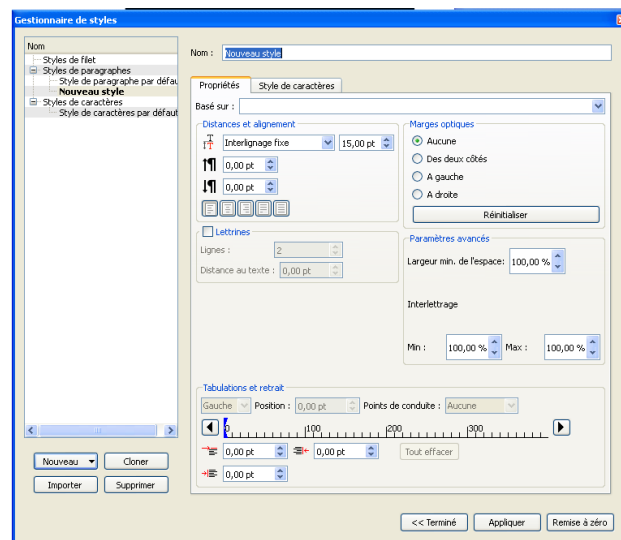 Gestionnaire de styles
Nom
Styles de filet
Styles de paragraphes
Style de paragraphe par défau
Nouveau style
Styles de caractères
Style de caractères par défaut
Nouveau
Cloner
Importer
Supprimer
Nom :
Nouveau style
Propriétés
Style de caractères
Basé sur :
Distances et alignement
Interlignage fixe
15,00 pt
0,00 pt
0,00 pt
Lettrines
Lignes :
2
Distance au texte :
0,00 pt
Marges optiques
Aucune
Des deux côtés
A gauche
A droite
Réinitialiser
Paramètres avancés
Largeur min. de l'espace:
100,00 %
Interlettrage
Min :
100,00 %
Max :
100,00 %
Tabulations et retrait
Gauche
Position :
0,00 pt
Points de conduite :
Aucune
0
100
200
300
0,00 pt
0,00 pt
Tout effacer
0,00 pt
<< Terminé
Appliquer
Remise à zéro